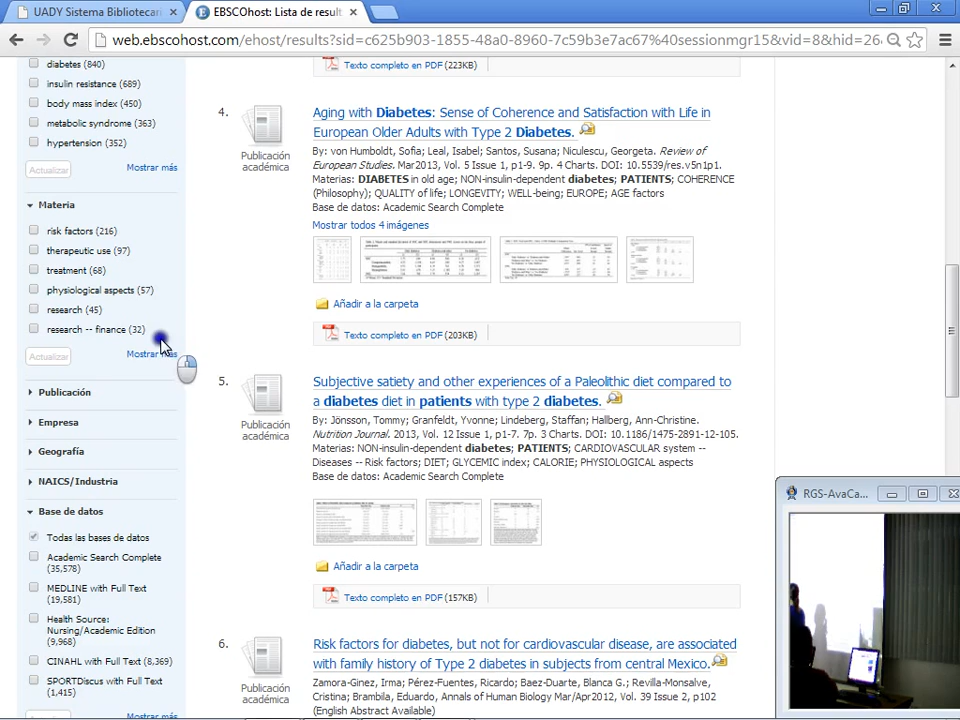 UADY Sistema Bibliotecari
EBSCOhost: Lista de result
web.ebscohost.com/ehost/results?sid=c625b903-1855-48a0-8960-7c59b3e7ac67%40sessionmgr15&vid=8&hid=26
diabetes (840)
insulin resistance (689)
body mass index (450)
metabolic syndrome (363)
hypertension (352)
Actualizar
Mostrar más
Materia
risk factors (216)
therapeutic use (97)
treatment (68)
physiological aspects (57)
research (45)
research -- finance (32)
Actualizar
Mostrar más
Publicación
Empresa
Geografía
NAICS/Industria
Base de datos
Todas las bases de datos
Academic Search Complete
(35,578)
MEDLINE with Full Text
(19,581)
Health Source:
Nursing/Academic Edition
(9,968)
CINAHL with Full Text (8,369)
SPORTDiscus with Full Text
(1,415)
Mostrar más
Texto completo en PDF (223KB)
4.
Publicación
académica
Aging with Diabetes: Sense of Coherence and Satisfaction with Life in
European Older Adults with Type 2 Diabetes.
By: von Humboldt, Sofia; Leal, Isabel; Santos, Susana; Niculescu, Georgeta. Review of
European Studies. Mar2013, Vol. 5 Issue 1, p1-9. 9p. 4 Charts. DOI: 10.5539/res.v5n1p1.
Materias: DIABETES in old age; NON-insulin-dependent diabetes; PATIENTS; COHERENCE
(Philosophy); QUALITY of life; LONGEVITY; WELL-being; EUROPE; AGE factors
Base de datos: Academic Search Complete
Mostrar todos 4 imágenes
Añadir a la carpeta
Texto completo en PDF (203KB)
5.
Publicación
académica
Subjective satiety and other experiences of a Paleolithic diet compared to
a diabetes diet in patients with type 2 diabetes.
By: Jönsson, Tommy; Granfeldt, Yvonne; Lindeberg, Staffan; Hallberg, Ann-Christine.
Nutrition Journal. 2013, Vol. 12 Issue 1, p1-7. 7p. 3 Charts. DOI: 10.1186/1475-2891-12-105.
Materias: NON-insulin-dependent diabetes; PATIENTS; CARDIOVASCULAR system --
Diseases -- Risk factors; DIET; GLYCEMIC index; CALORIE; PHYSIOLOGICAL aspects
Base de datos: Academic Search Complete
Añadir a la carpeta
Texto completo en PDF (157KB)
6.
Publicación
académica
Risk factors for diabetes, but not for cardiovascular disease, are associated
with family history of Type 2 diabetes in subjects from central Mexico.
Zamora-Ginez, Irma; Pérez-Fuentes, Ricardo; Baez-Duarte, Blanca G.; Revilla-Monsalve,
Cristina; Brambila, Eduardo, Annals of Human Biology Mar/Apr2012, Vol. 39 Issue 2, p102
(English Abstract Available)
RGS-AvaCa...